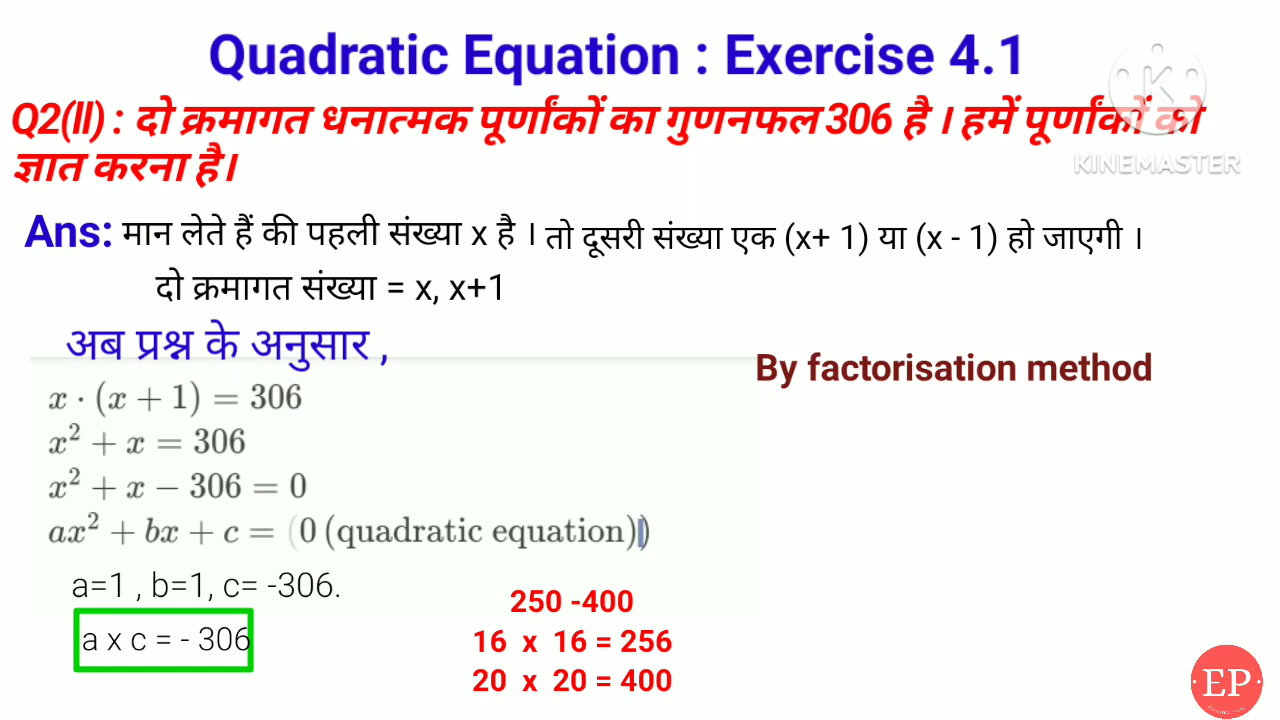 Quadratic Equation : Exercise 4.1
Q2(ll) : दो क्रमागत धनात्मक पूर्णांकों का गुणनफल 306 है । हमें पूर्णांकों को
ज्ञात करना है।
KINEMASTER
Ans: मान लेते हैं की पहली संख्या x है । तो दूसरी संख्या एक (x+ 1) या (x - 1) हो जाएगी ।
दो क्रमागत संख्या = x, x+1
अब प्रश्न के अनुसार ,
By factorisation method
x · (x + 1) = 306
x² + x = 306
x² + x − 306 = 0
ax² + bx + c = (0 (quadratic equation))
a=1 , b=1, c= -306.
a x c = - 306
250 -400
16 x 16 = 256
20 x 20 = 400
EP